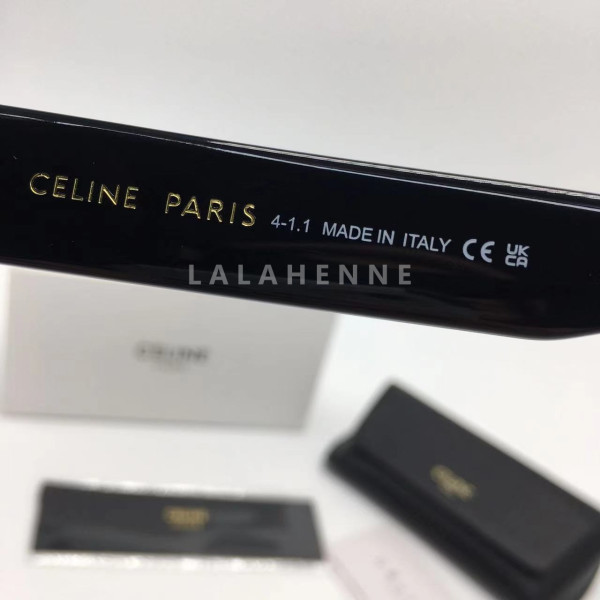 CELINE PARIS 4-1.1 MADE IN ITALY CE UK CA
LALAHENNE
CELINE